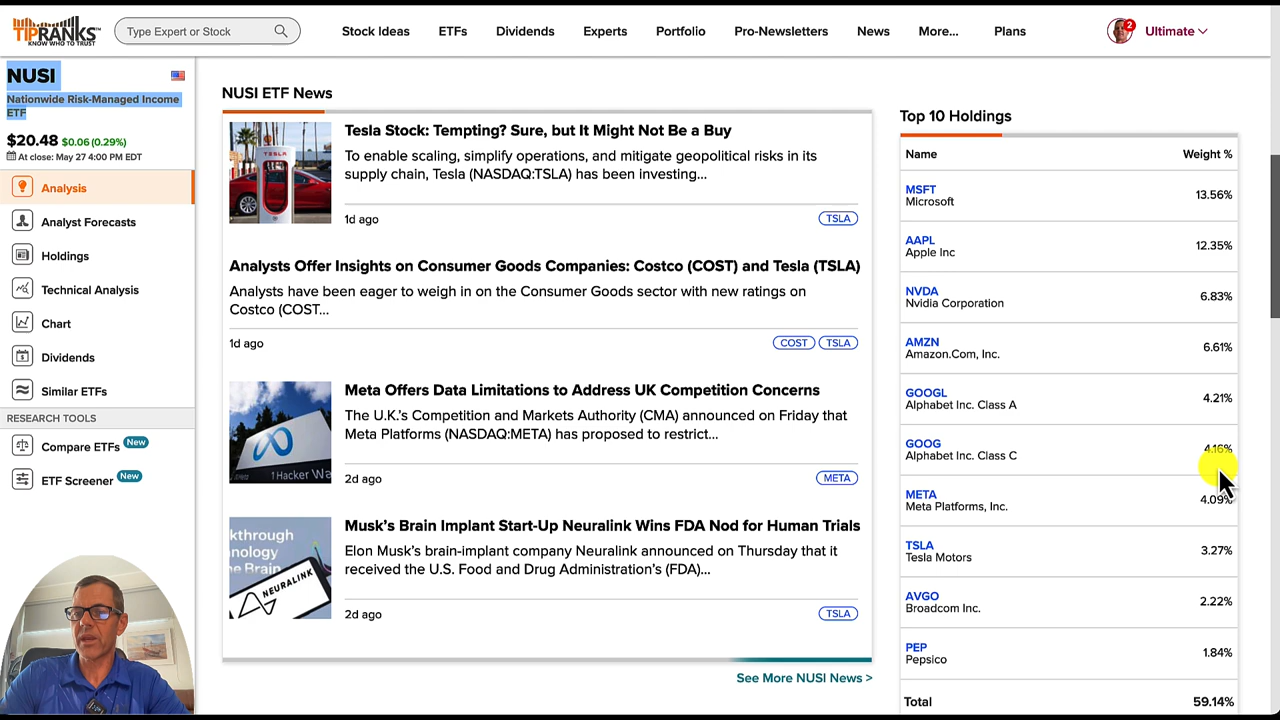 TIPRANKS
KNOW WHO TO TRUST
Type Expert or Stock
Stock Ideas
ETFs
Dividends
Experts
Portfolio
Pro-Newsletters
News
More...
Plans
2
Ultimate
NUSI
Nationwide Risk-Managed Income
ETF
$20.48 $0.06 (0.29%)
At close: May 27 4:00 PM EDT
Analysis
Analyst Forecasts
Holdings
Technical Analysis
Chart
Dividends
Similar ETFs
RESEARCH TOOLS
Compare ETFs New
ETF Screener New
NUSI ETF News
TESLA
Tesla Stock: Tempting? Sure, but It Might Not Be a Buy
To enable scaling, simplify operations, and mitigate geopolitical risks in its
supply chain, Tesla (NASDAQ:TSLA) has been investing...
1d ago
TSLA
Analysts Offer Insights on Consumer Goods Companies: Costco (COST) and Tesla (TSLA)
Analysts have been eager to weigh in on the Consumer Goods sector with new ratings on
Costco (COST...
1d ago
COST
TSLA
1 Hacker Wa
Meta Offers Data Limitations to Address UK Competition Concerns
The U.K.'s Competition and Markets Authority (CMA) announced on Friday that
Meta Platforms (NASDAQ:META) has proposed to restrict...
2d ago
META
kthrough
nology
e Brain
NEURALINK
Musk's Brain Implant Start-Up Neuralink Wins FDA Nod for Human Trials
Elon Musk's brain-implant company Neuralink announced on Thursday that it
received the U.S. Food and Drug Administration's (FDA)...
2d ago
TSLA
See More NUSI News >
Top 10 Holdings
Name Weight %
MSFT
Microsoft
13.56%
AAPL
Apple Inc
12.35%
NVDA
Nvidia Corporation
6.83%
AMZN
Amazon.Com, Inc.
6.61%
GOOGL
Alphabet Inc. Class A
4.21%
GOOG
Alphabet Inc. Class C
4.16%
META
Meta Platforms, Inc.
4.09%
TSLA
Tesla Motors
3.27%
AVGO
Broadcom Inc.
2.22%
PEP
Pepsico
1.84%
Total 59.14%